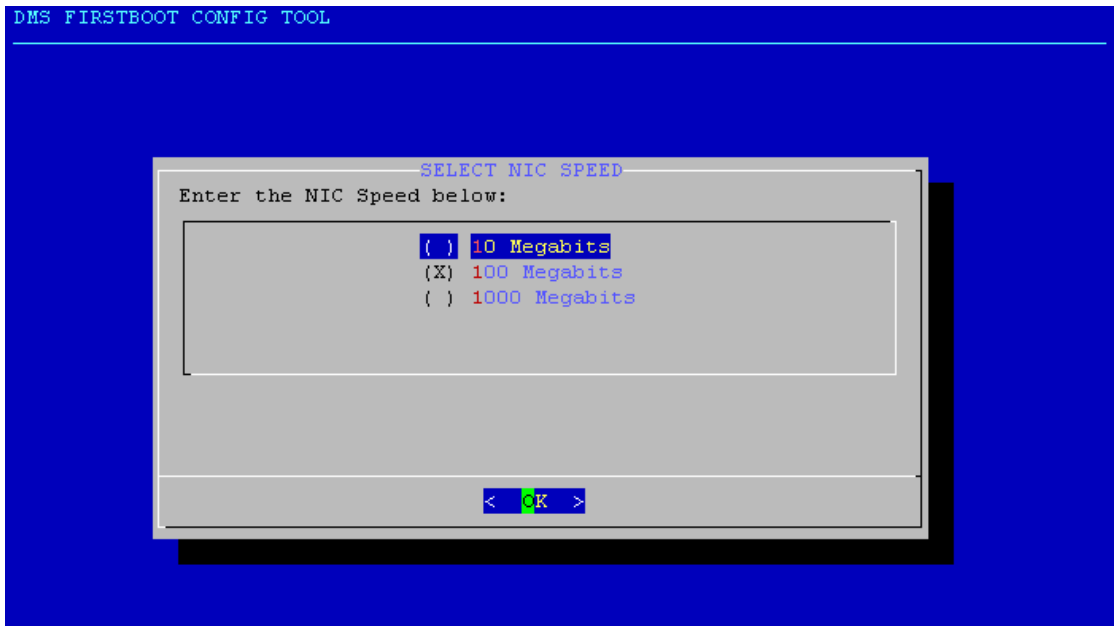 DMS FIRSTBOOT CONFIG TOOL
SELECT NIC SPEED
Enter the NIC Speed below:
( ) 10 Megabits
(X) 100 Megabits
( ) 1000 Megabits
< OK >